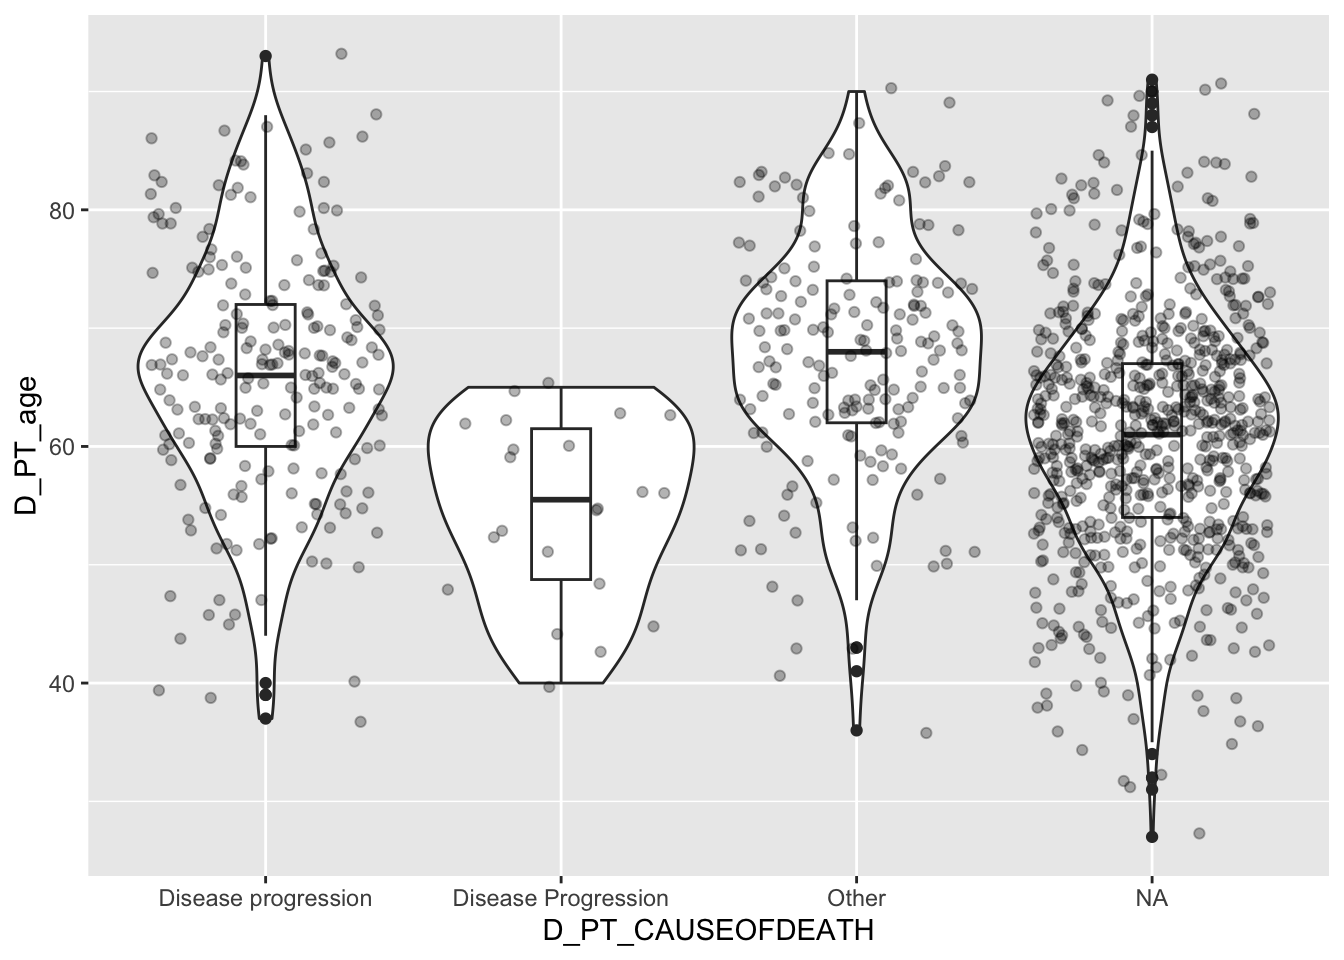 80
60
40
D_PT_age
Disease progression
Disease Progression
Other
NA
D_PT_CAUSEOFDEATH